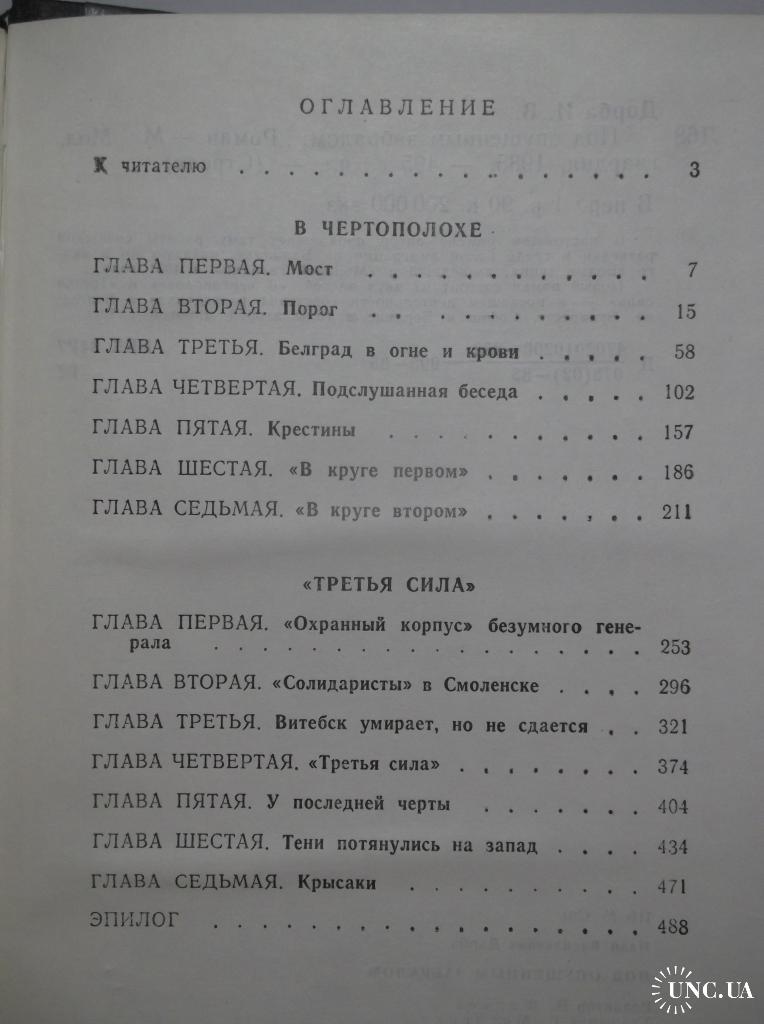 ОГЛАВЛЕНИЕ
К читателю . . . . . . . . . . . . . . . . . 3
В ЧЕРТОПОЛОХЕ
ГЛАВА ПЕРВАЯ. Мост . . . . . . . . . . . . 7
ГЛАВА ВТОРАЯ. Порог . . . . . . . . . . . 15
ГЛАВА ТРЕТЬЯ. Белград в огне и крови . . . . . 58
ГЛАВА ЧЕТВЕРТАЯ. Подслушанная беседа . . . . . 102
ГЛАВА ПЯТАЯ. Крестины . . . . . . . . . . 157
ГЛАВА ШЕСТАЯ. «В круге первом» . . . . . . . 186
ГЛАВА СЕДЬМАЯ. «В круге втором» . . . . . . . 211
«ТРЕТЬЯ СИЛА»
ГЛАВА ПЕРВАЯ. «Охранный корпус» безумного гене-
рала . . . . . . . . . . . . . . . . . 253
ГЛАВА ВТОРАЯ. «Солидаристы» в Смоленске . . . . 296
ГЛАВА ТРЕТЬЯ. Витебск умирает, но не сдается . . 321
ГЛАВА ЧЕТВЕРТАЯ. «Третья сила» . . . . . . . . 374
ГЛАВА ПЯТАЯ. У последней черты . . . . . . . 404
ГЛАВА ШЕСТАЯ. Тени потянулись на запад . . . . 434
ГЛАВА СЕДЬМАЯ. Крысаки . . . . . . . . . . 471
ЭПИЛОГ . . . . . . . . . . . . . . . . . 488
UNC.UA